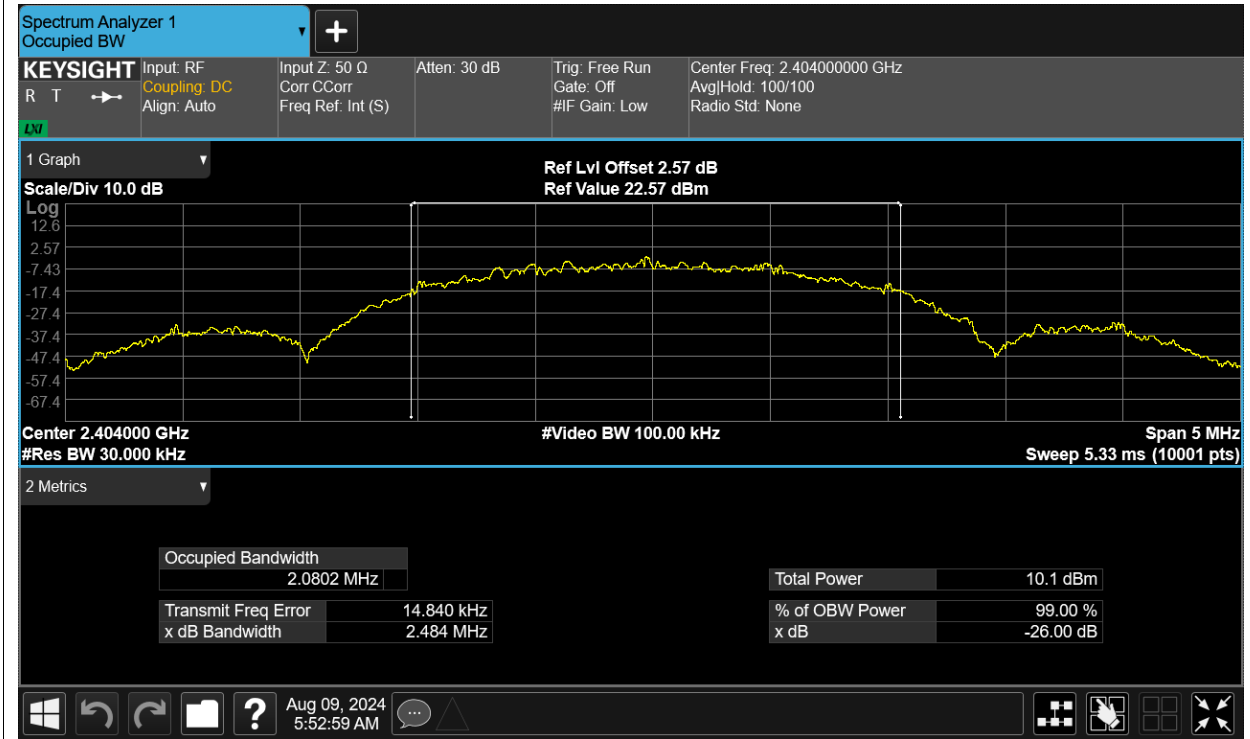 Spectrum Analyzer 1
Occupied BW
KEYSIGHT
R T
LXI
Input: RF
Coupling: DC
Align: Auto
Input Z: 50 Ω
Corr CCorr
Freq Ref: Int (S)
Atten: 30 dB
Trig: Free Run
Gate: Off
#IF Gain: Low
Center Freq: 2.404000000 GHz
Avg|Hold: 100/100
Radio Std: None
1 Graph
Scale/Div 10.0 dB
Ref Lvl Offset 2.57 dB
Ref Value 22.57 dBm
Log
12.6
2.57
-7.43
-17.4
-27.4
-37.4
-47.4
-57.4
-67.4
Center 2.404000 GHz
#Res BW 30.000 kHz
#Video BW 100.00 kHz
Span 5 MHz
Sweep 5.33 ms (10001 pts)
2 Metrics
Occupied Bandwidth
2.0802 MHz
Transmit Freq Error 14.840 kHz
x dB Bandwidth 2.484 MHz
Total Power 10.1 dBm
% of OBW Power 99.00 %
x dB -26.00 dB
?
Aug 09, 2024
5:52:59 AM